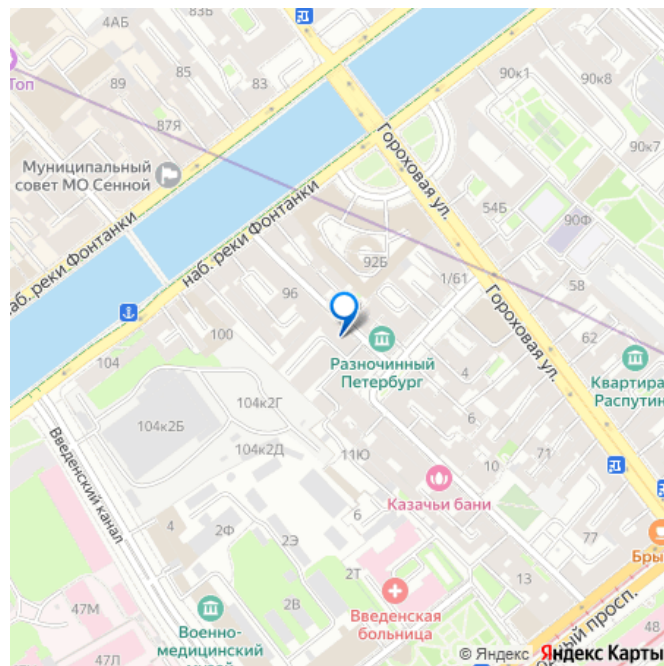 4АБ
83Б
90к1
90к8
Топ
89
85
83
87Я
Муниципальный
совет МО Сенной
Гороховая ул.
90к7
наб. реки Фонтанки
наб. реки Фонтанки
54Б
90Ф
92Б
1/61
58
96
Гороховая ул.
100
62
104
Разночинный
Петербург
4
Квартира
Распутин
104к2Г
104к2Б
6
Введенский канал
104к2Д
11Ю
10
71
Казачьи бани
4
2Ф
6
77
2Э
Бры
2Т
13
47М
2В
Введенская
больница
Военно-
медицинский
48
47Л
© Яндекс Яндекс Карты